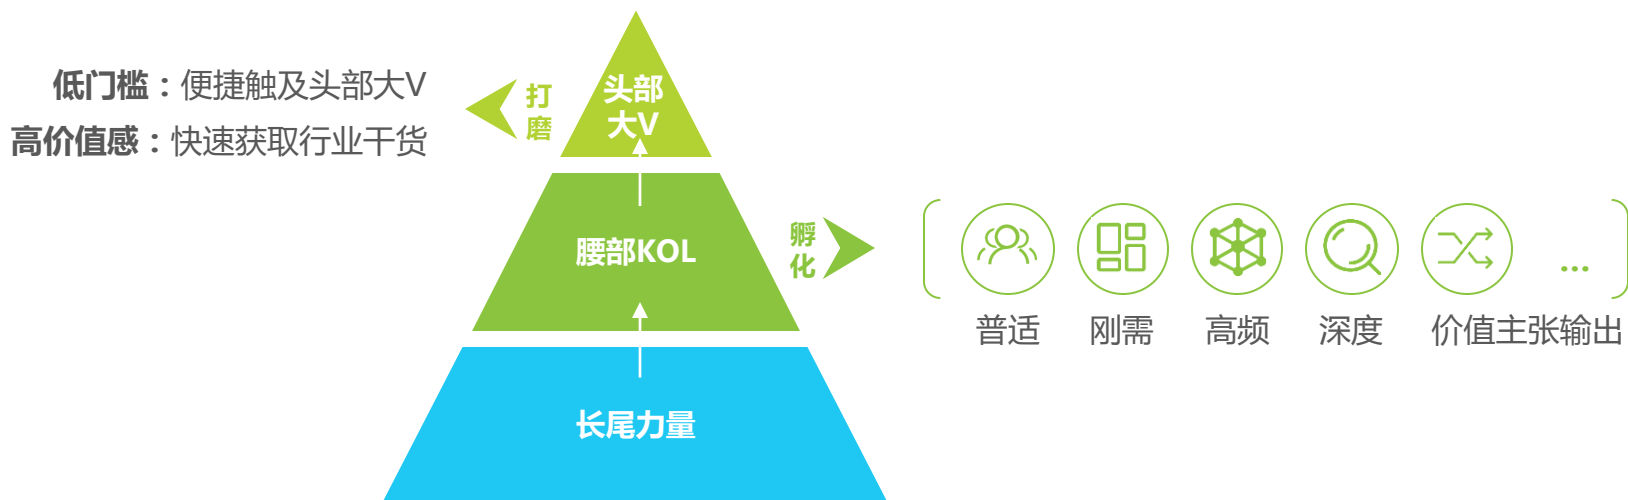 低门槛：便捷触及头部大V
高价值感：快速获取行业干货
打
磨
头部
大V
腰部KOL
孵
化
普适
刚需
高频
深度
价值主张输出
...
长尾力量